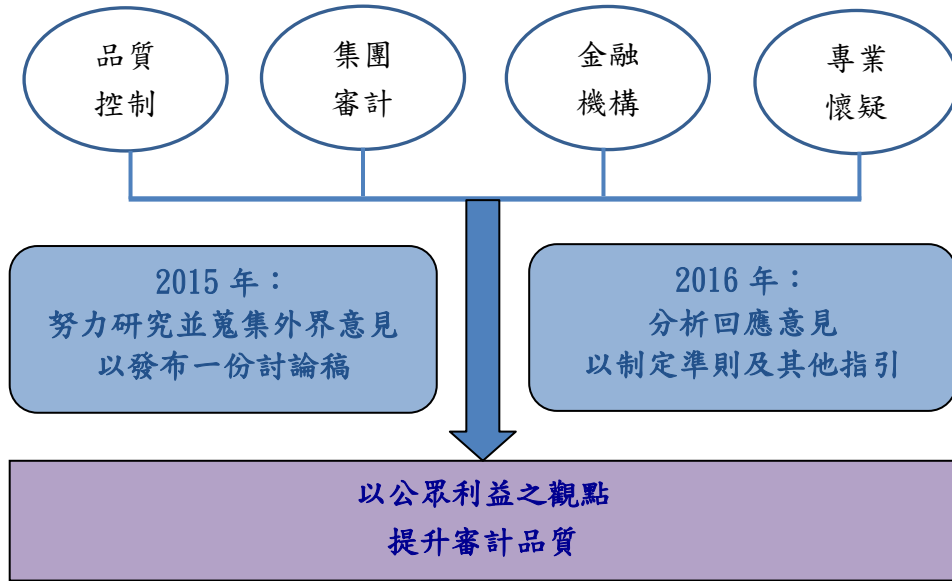 品質
控制
集團
審計
金融
機構
專業
懷疑
2015 年：
努力研究並蒐集外界意見
以發布一份討論稿
2016 年：
分析回應意見
以制定準則及其他指引
以公眾利益之觀點
提升審計品質